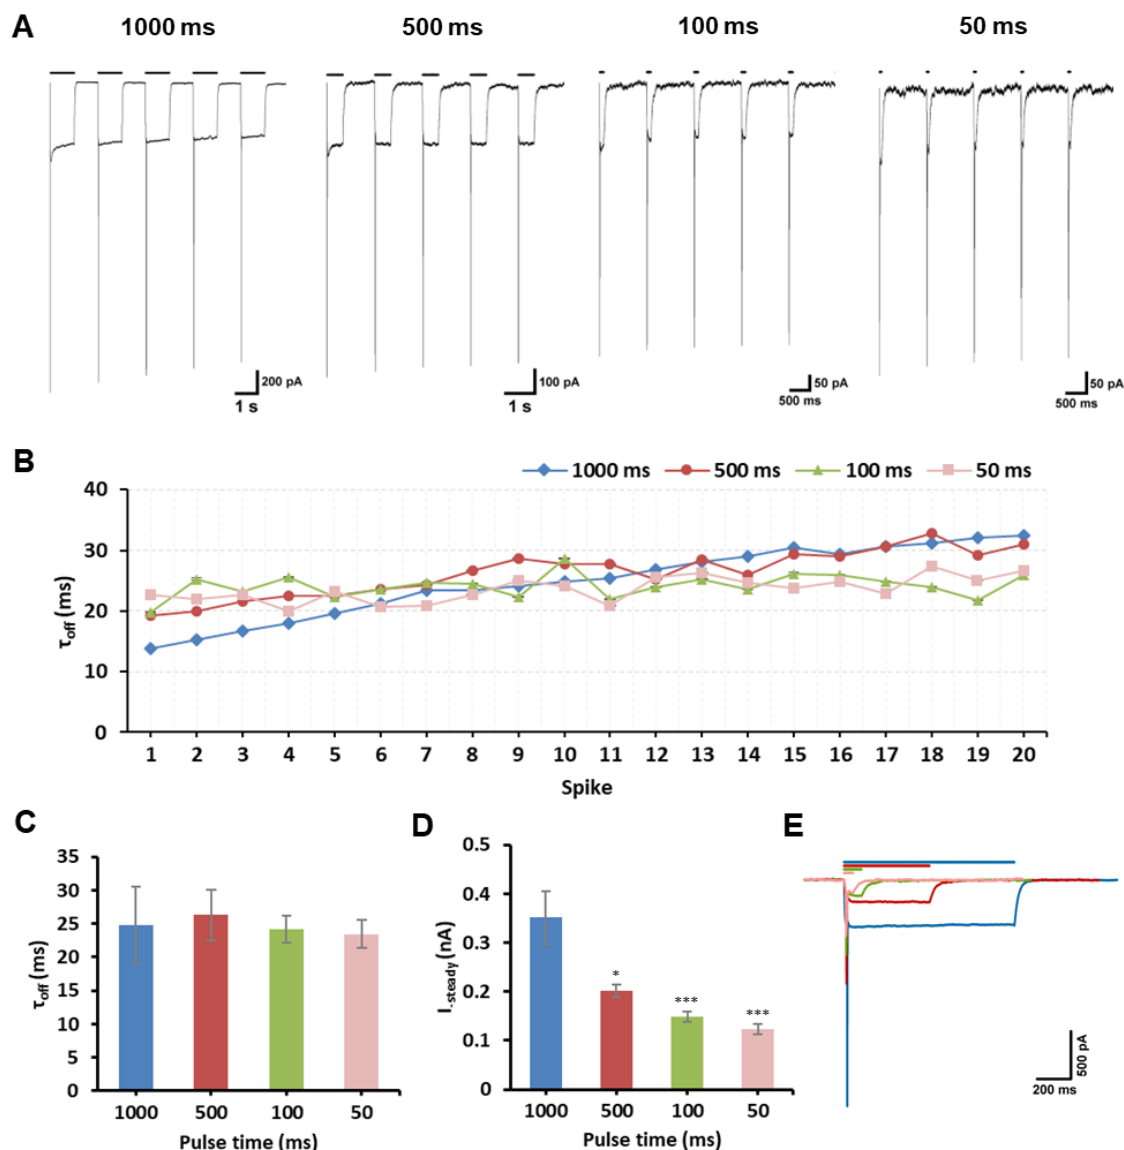 A 1000 ms 500 ms 100 ms 50 ms
200 pA
1 s
100 pA
1 s
50 pA
500 ms
50 pA
500 ms
B
1000 ms 500 ms 100 ms 50 ms
40
30
20
10
0
τoff (ms)
1 2 3 4 5 6 7 8 9 10 11 12 13 14 15 16 17 18 19 20
Spike
C
35
30
25
20
15
10
5
0
τoff (ms)
1000 500 100 50
Pulse time (ms)
D
0.5
0.4
0.3
0.2
0.1
0
I-steady (nA)
* *** ***
1000 500 100 50
Pulse time (ms)
E
500 pA
200 ms